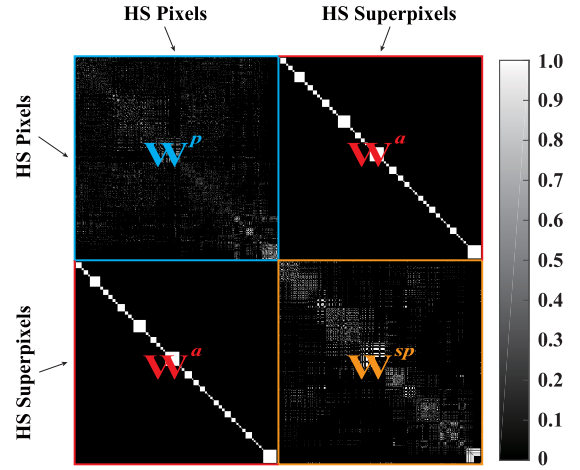 HS Pixels
HS Superpixels
HS Pixels
W^p
W^a
HS Superpixels
W^a
W^sp
1.0
0.9
0.8
0.7
0.6
0.5
0.4
0.3
0.2
0.1
0